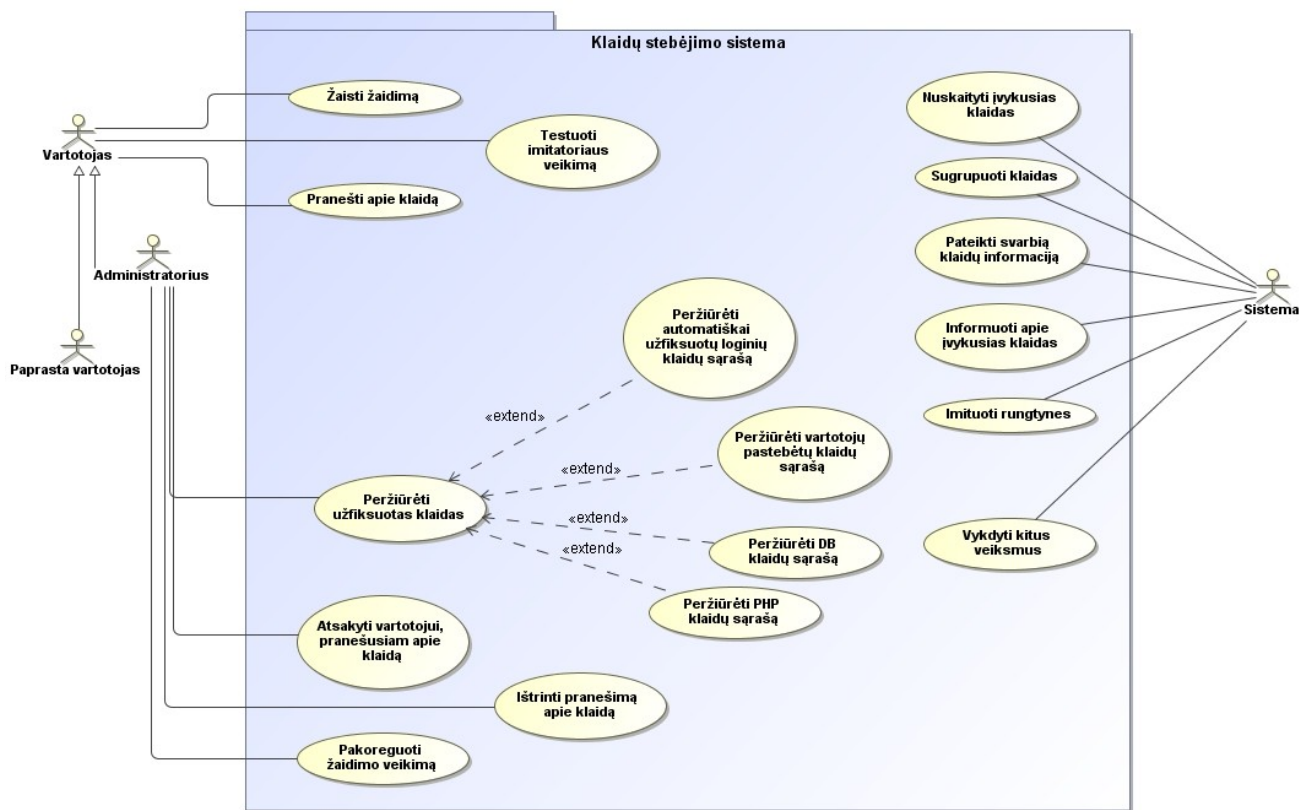 Klaidų stebėjimo sistema
Žaisti žaidimą
Nuskaityti įvykusias
klaidas
Testuoti
imitatoriaus
veikimą
Vartotojas
Sugrupuoti klaidas
Pranešti apie klaidą
Pateikti svarbią
klaidų informaciją
Administratorius
Sistema
Peržiūrėti
automatiškai
užfiksuotų loginių
klaidų sąrašą
Informuoti apie
įvykusias klaidas
Paprasta vartotojas
«extend»
Imituoti rungtynes
Peržiūrėti vartotojų
pastebėtų klaidų
sąrašą
«extend»
Peržiūrėti
užfiksuotas klaidas
«extend»
Peržiūrėti DB
klaidų sąrašą
Vykdyti kitus
veiksmus
«extend»
Peržiūrėti PHP
klaidų sąrašą
Atsakyti vartotojui,
pranešusiam apie
klaidą
Ištrinti pranešimą
apie klaidą
Pakoreguoti
žaidimo veikimą